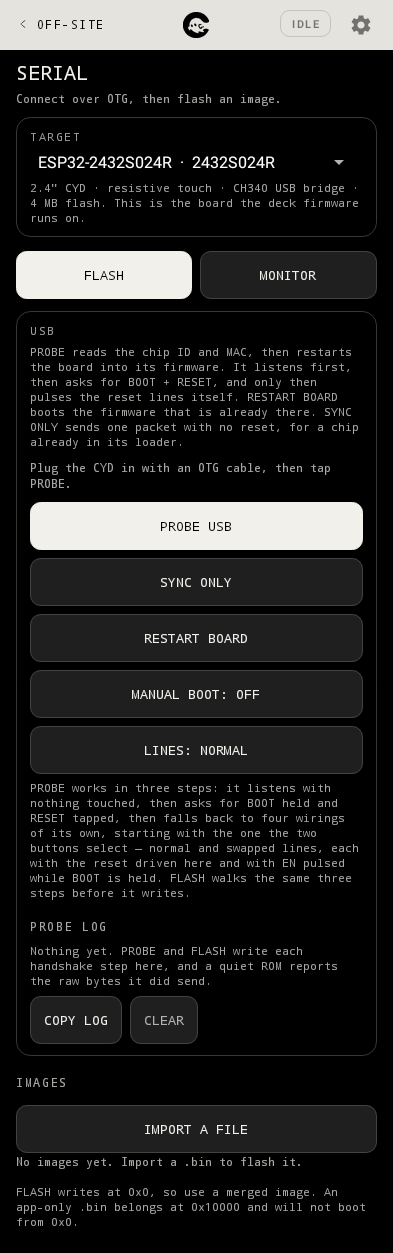 OFF-SITE
IDLE
SERIAL
Connect over OTG, then flash an image.
TARGET
ESP32-2432S024R · 2432S024R
2.4" CYD · resistive touch · CH340 USB bridge ·
4 MB flash. This is the board the deck firmware
runs on.
FLASH
MONITOR
USB
PROBE reads the chip ID and MAC, then restarts
the board into its firmware. It listens first,
then asks for BOOT + RESET, and only then
pulses the reset lines itself. RESTART BOARD
boots the firmware that is already there. SYNC
ONLY sends one packet with no reset, for a chip
already in its loader.
Plug the CYD in with an OTG cable, then tap
PROBE.
PROBE USB
SYNC ONLY
RESTART BOARD
MANUAL BOOT: OFF
LINES: NORMAL
PROBE works in three steps: it listens with
nothing touched, then asks for BOOT held and
RESET tapped, then falls back to four wirings
of its own, starting with the one the two
buttons select — normal and swapped lines, each
with the reset driven here and with EN pulsed
while BOOT is held. FLASH walks the same three
steps before it writes.
PROBE LOG
Nothing yet. PROBE and FLASH write each
handshake step here, and a quiet ROM reports
the raw bytes it did send.
COPY LOG
CLEAR
IMAGES
IMPORT A FILE
No images yet. Import a .bin to flash it.
FLASH writes at 0x0, so use a merged image. An
app-only .bin belongs at 0x10000 and will not boot
from 0x0.